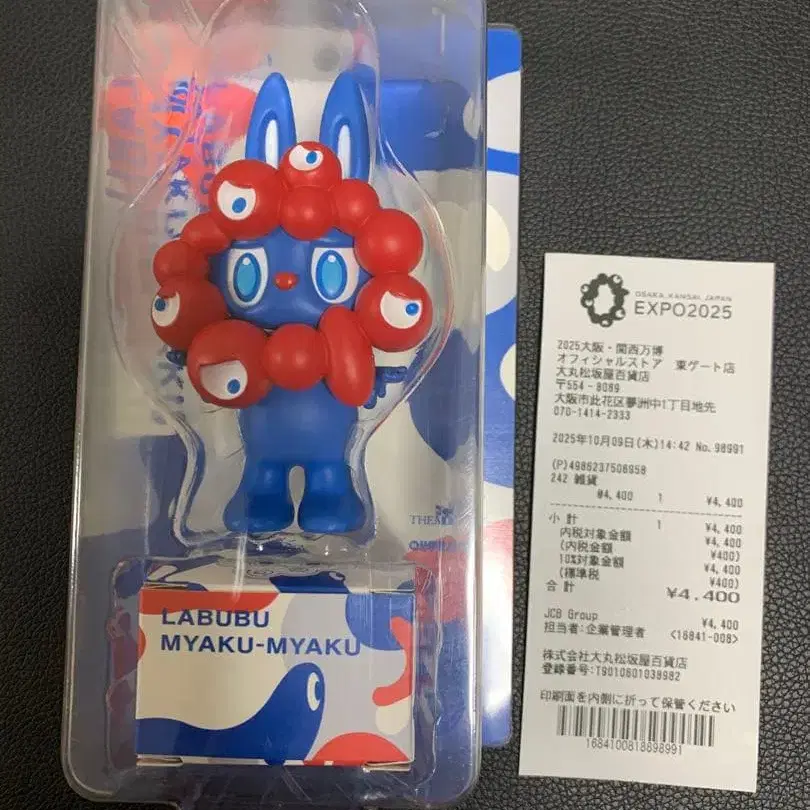 LABUBU
MYAKU-MYAKU
OSAKA, KANSAI, JAPAN
EXPO2025
2025大阪・関西万博
オフィシャルストア 東ゲート店
大丸松坂屋百貨店
〒554-8089
大阪市此花区夢洲中1丁目地先
070-1414-2333
2025年10月09日(木)14:42 No.98991
(P)4986237506958
242 雑貨
@4,400 1 ¥4,400
小計 1 ¥4,400
内税対象金額 ¥4,400
(内税金額 ¥400)
10%対象金額 ¥4,400
(標準税 ¥400)
合計 ¥4,400
JCB Group ¥4,400
担当者:企業管理者 <16841-008>
株式会社大丸松坂屋百貨店
登録番号:T9010601038982
印刷面を内側に折って保管ください
1684100818898991